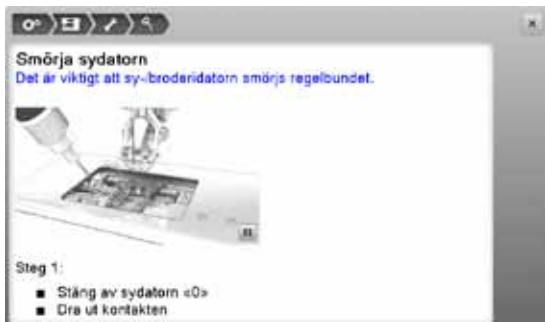 Smörja sydatorn
Det är viktigt att sy-/broderidatorn smörjs regelbundet.
Steg 1:
■ Stäng av sydatorn «0»
■ Dra ut kontakten